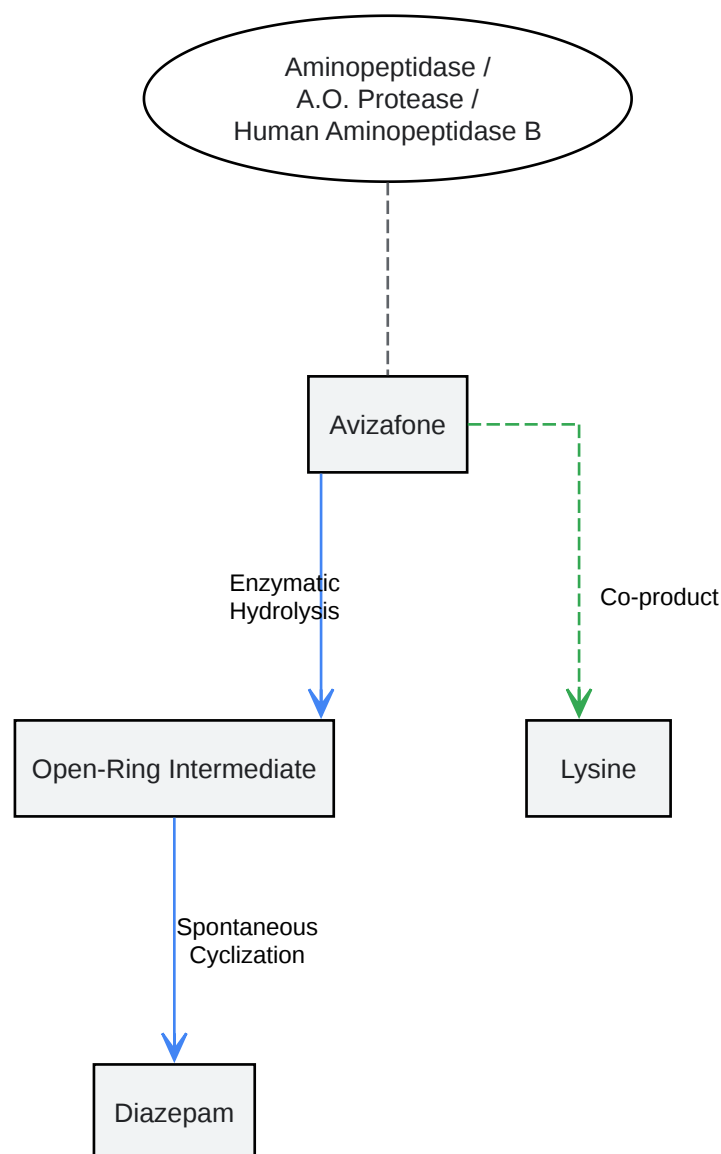 Aminopeptidase /
A.O. Protease /
Human Aminopeptidase B
Avizafone
Enzymatic
Hydrolysis
Co-product
Open-Ring Intermediate
Lysine
Spontaneous
Cyclization
Diazepam